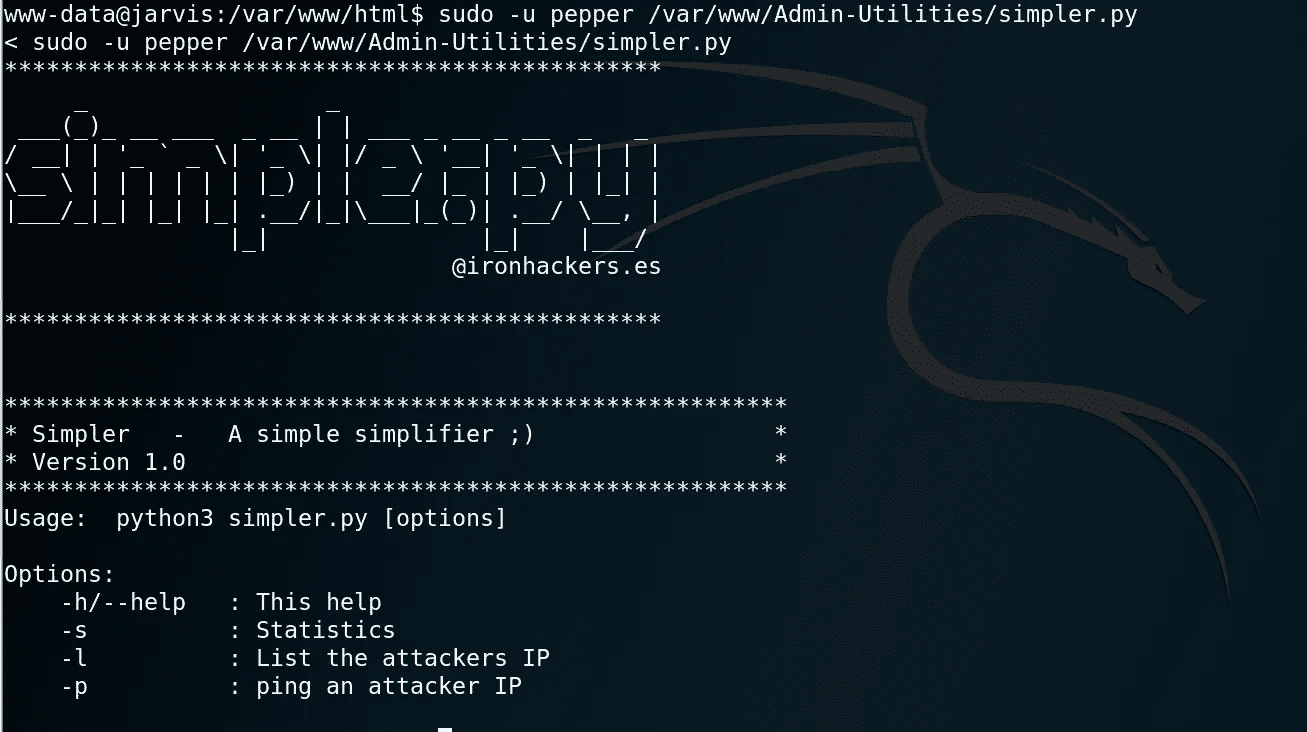 www-data@jarvis:/var/www/html$ sudo -u pepper /var/www/Admin-Utilities/simpler.py
< sudo -u pepper /var/www/Admin-Utilities/simpler.py
***********************************************
simpler.py
@ironhackers.es
***********************************************
********************************************************
* Simpler   -   A simple simplifier ;)                 *
* Version 1.0                                          *
********************************************************
Usage:  python3 simpler.py [options]
Options:
    -h/--help   : This help
    -s          : Statistics
    -l          : List the attackers IP
    -p          : ping an attacker IP